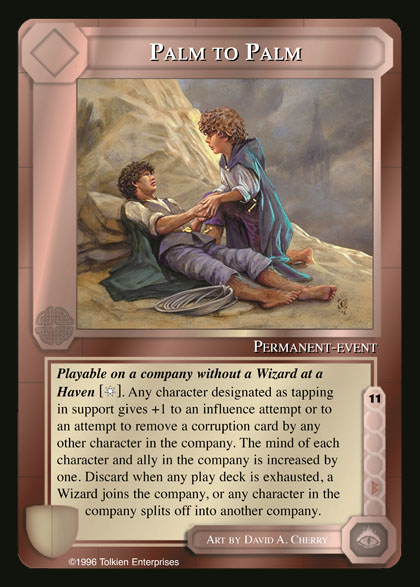 PALM TO PALM
PERMANENT-EVENT
Playable on a company without a Wizard at a
Haven [ ]. Any character designated as tapping
in support gives +1 to an influence attempt or to
an attempt to remove a corruption card by any
other character in the company. The mind of each
character and ally in the company is increased by
one. Discard when any play deck is exhausted, a
Wizard joins the company, or any character in the
company splits off into another company.
11
ART BY DAVID A. CHERRY
©1996 Tolkien Enterprises